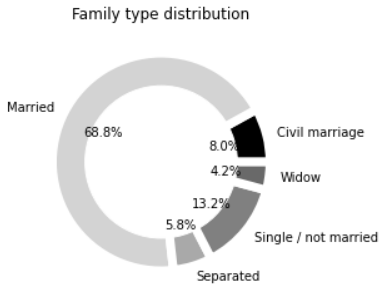 Family type distribution
Married
68.8%
Civil marriage
8.0%
4.2%
Widow
13.2%
Single / not married
5.8%
Separated